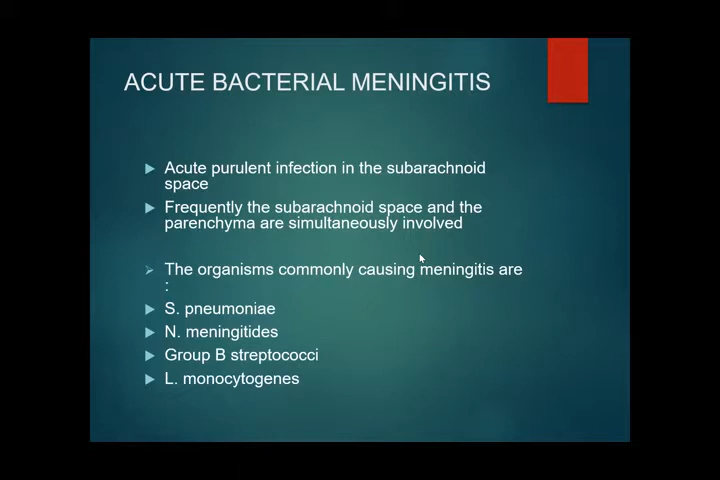 ACUTE BACTERIAL MENINGITIS
Acute purulent infection in the subarachnoid
space
Frequently the subarachnoid space and the
parenchyma are simultaneously involved
The organisms commonly causing meningitis are
:
S. pneumoniae
N. meningitides
Group B streptococci
L. monocytogenes